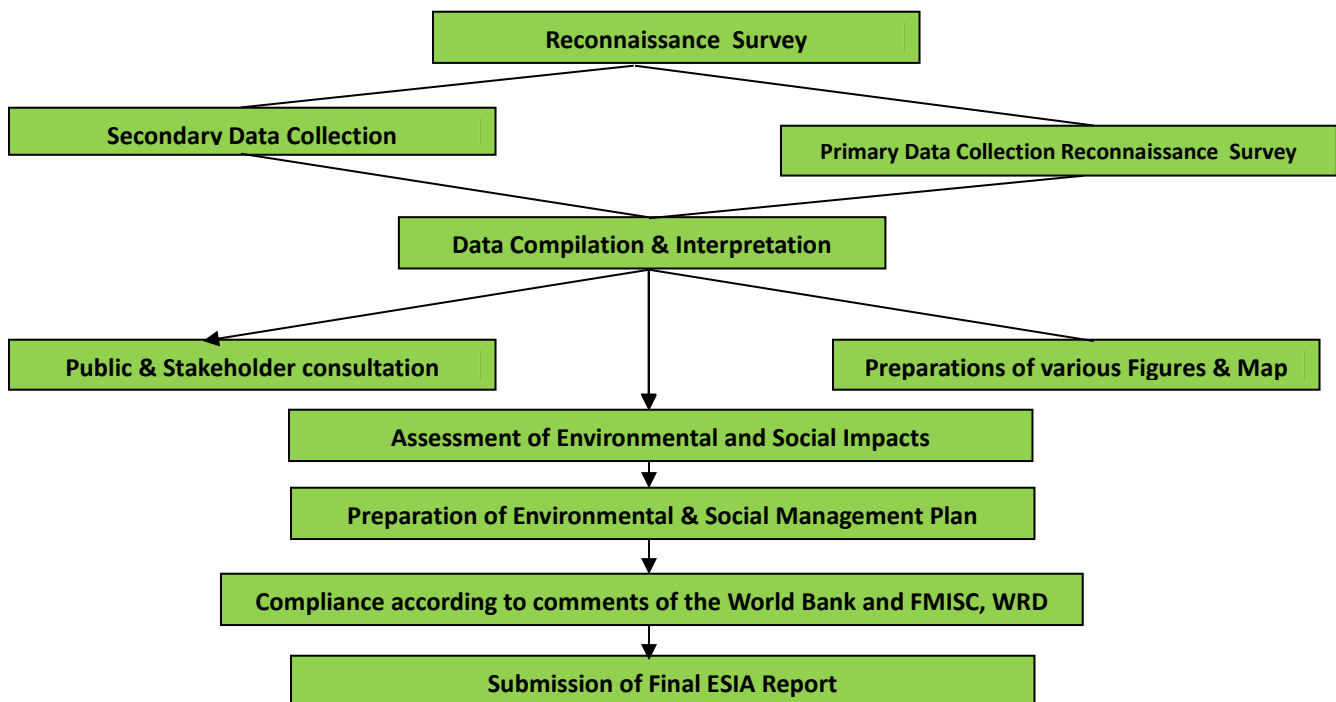 Reconnaissance Survey
Secondary Data Collection
Primary Data Collection Reconnaissance Survey
Data Compilation & Interpretation
Public & Stakeholder consultation
Preparations of various Figures & Map
Assessment of Environmental and Social Impacts
Preparation of Environmental & Social Management Plan
Compliance according to comments of the World Bank and FMISC, WRD
Submission of Final ESIA Report